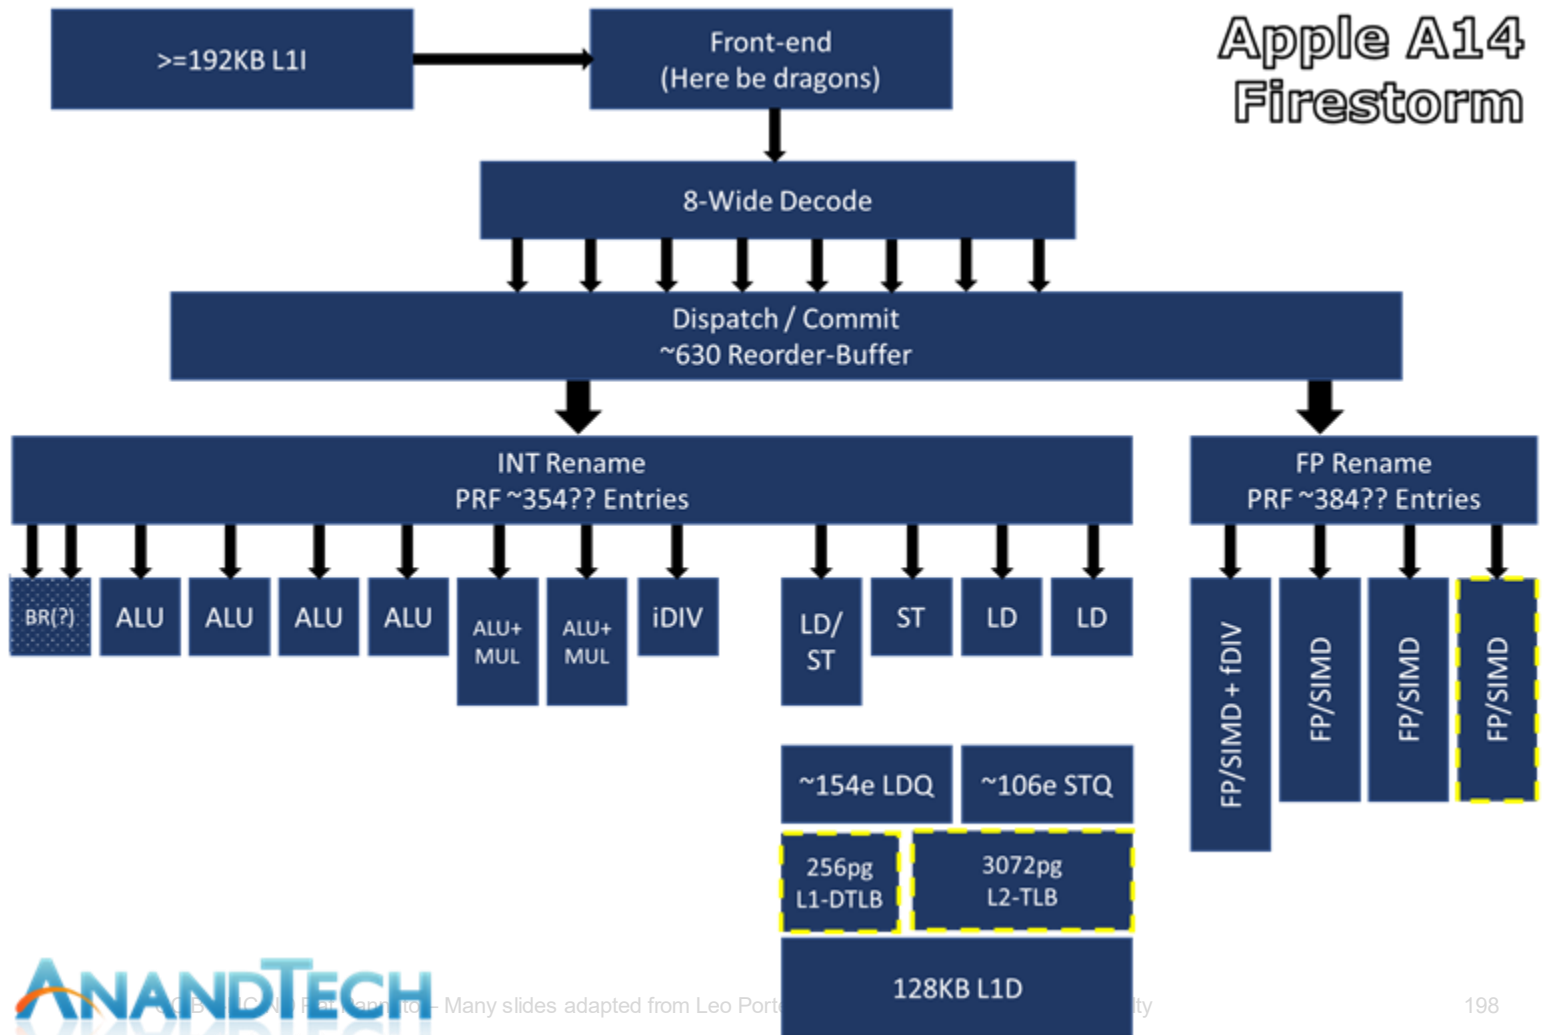 >=192KB L1I
Front-end
(Here be dragons)
Apple A14
Firestorm
8-Wide Decode
Dispatch / Commit
~630 Reorder-Buffer
INT Rename
PRF ~354?? Entries
FP Rename
PRF ~384?? Entries
BR(?)
ALU
ALU
ALU
ALU
ALU+
MUL
ALU+
MUL
iDIV
LD/
ST
ST
LD
LD
FP/SIMD + fDIV
FP/SIMD
FP/SIMD
FP/SIMD
~154e LDQ
~106e STQ
256pg
L1-DTLB
3072pg
L2-TLB
128KB L1D
ANANDTECH
– Many slides adapted from Leo
198